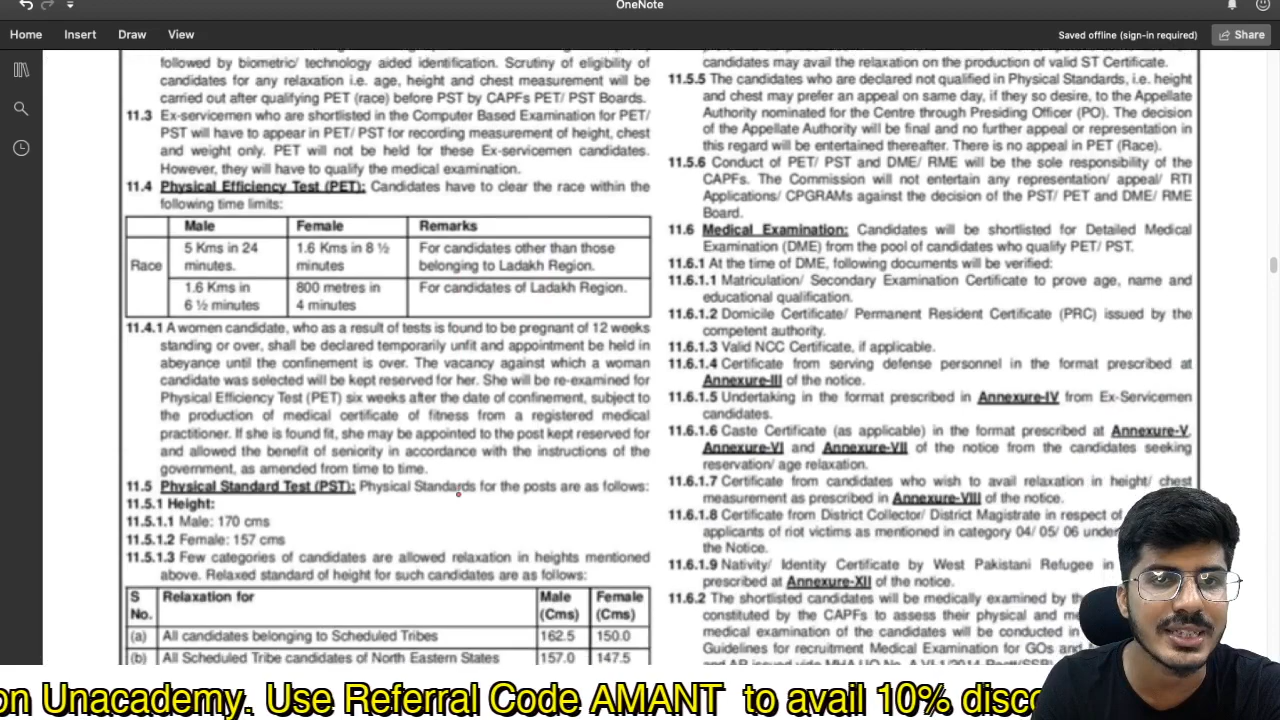 OneNote
Home Insert Draw View Saved offline (sign-in required) Share
followed by biometric/ technology aided identification. Scrutiny of eligibility of
candidates for any relaxation i.e. age, height and chest measurement will be
carried out after qualifying PET (race) before PST by CAPFs PET/ PST Boards.
11.3 Ex-servicemen who are shortlisted in the Computer Based Examination for PET/
PST will have to appear in PET/ PST for recording measurement of height, chest
and weight only. PET will not be held for these Ex-servicemen candidates.
However, they will have to qualify the medical examination.
11.4 Physical Efficiency Test (PET): Candidates have to clear the race within the
following time limits:
Male Female Remarks
Race
5 Kms in 24 minutes. 1.6 Kms in 8 ½ minutes For candidates other than those belonging to Ladakh Region.
1.6 Kms in 6 ½ minutes 800 metres in 4 minutes For candidates of Ladakh Region.
11.4.1 A women candidate, who as a result of tests is found to be pregnant of 12 weeks
standing or over, shall be declared temporarily unfit and appointment be held in
abeyance until the confinement is over. The vacancy against which a woman
candidate was selected will be kept reserved for her. She will be re-examined for
Physical Efficiency Test (PET) six weeks after the date of confinement, subject to
the production of medical certificate of fitness from a registered medical
practitioner. If she is found fit, she may be appointed to the post kept reserved for
and allowed the benefit of seniority in accordance with the instructions of the
government, as amended from time to time.
11.5 Physical Standard Test (PST): Physical Standards for the posts are as follows:
11.5.1 Height:
11.5.1.1 Male: 170 cms
11.5.1.2 Female: 157 cms
11.5.1.3 Few categories of candidates are allowed relaxation in heights mentioned
above. Relaxed standard of height for such candidates are as follows:
S No. Relaxation for Male (Cms) Female (Cms)
(a) All candidates belonging to Scheduled Tribes 162.5 150.0
(b) All Scheduled Tribe candidates of North Eastern States 157.0 147.5
candidates may avail the relaxation on the production of valid ST Certificate.
11.5.5 The candidates who are declared not qualified in Physical Standards, i.e. height
and chest may prefer an appeal on same day, if they so desire, to the Appellate
Authority nominated for the Centre through Presiding Officer (PO). The decision
of the Appellate Authority will be final and no further appeal or representation in
this regard will be entertained thereafter. There is no appeal in PET (Race).
11.5.6 Conduct of PET/ PST and DME/ RME will be the sole responsibility of the
CAPFs. The Commission will not entertain any representation/ appeal/ RTI
Applications/ CPGRAMs against the decision of the PST/ PET and DME/ RME
Board.
11.6 Medical Examination: Candidates will be shortlisted for Detailed Medical
Examination (DME) from the pool of candidates who qualify PET/ PST.
11.6.1 At the time of DME, following documents will be verified:
11.6.1.1 Matriculation/ Secondary Examination Certificate to prove age, name and
educational qualification.
11.6.1.2 Domicile Certificate/ Permanent Resident Certificate (PRC) issued by the
competent authority.
11.6.1.3 Valid NCC Certificate, if applicable.
11.6.1.4 Certificate from serving defense personnel in the format prescribed at
Annexure-III of the notice.
11.6.1.5 Undertaking in the format prescribed in Annexure-IV from Ex-Servicemen
candidates.
11.6.1.6 Caste Certificate (as applicable) in the format prescribed at Annexure-V,
Annexure-VI and Annexure-VII of the notice from the candidates seeking
reservation/ age relaxation.
11.6.1.7 Certificate from candidates who wish to avail relaxation in height/ chest
measurement as prescribed in Annexure-VIII of the notice.
11.6.1.8 Certificate from District Collector/ District Magistrate in respect of
applicants of riot victims as mentioned in category 04/ 05/ 06 under
the Notice.
11.6.1.9 Nativity/ Identity Certificate by West Pakistani Refugee in
prescribed at Annexure-XII of the notice.
11.6.2 The shortlisted candidates will be medically examined by the
constituted by the CAPFs to assess their physical and
medical examination of the candidates will be conducted in
Guidelines for recruitment Medical Examination for GOs and
on Unacademy. Use Referral Code AMANT to avail 10% disco